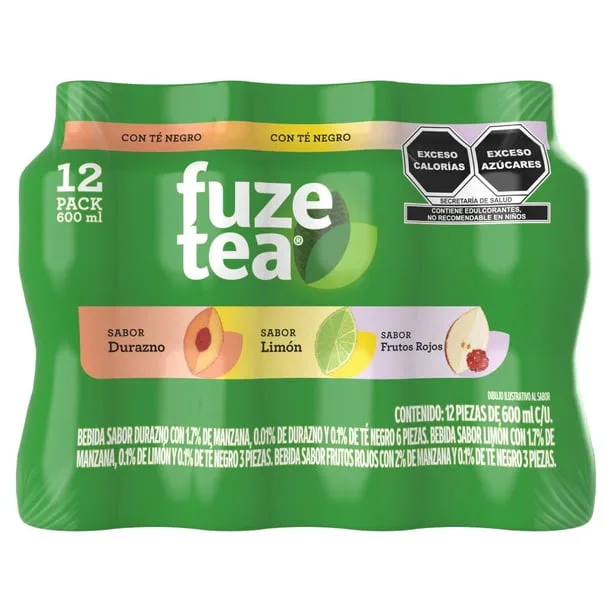 CON TÉ NEGRO
CON TÉ NEGRO
12
PACK
600 ml
fuze
tea®
EXCESO
CALORÍAS
EXCESO
AZÚCARES
SECRETARÍA DE SALUD
CONTIENE EDULCORANTES,
NO RECOMENDABLE EN NIÑOS
SABOR
Durazno
SABOR
Limón
SABOR
Frutos Rojos
DIBUJO ILUSTRATIVO AL SABOR
CONTENIDO: 12 PIEZAS DE 600 ml C/U.
BEBIDA SABOR DURAZNO CON 1.7% DE MANZANA, 0.01% DE DURAZNO Y 0.1% DE TÉ NEGRO 6 PIEZAS. BEBIDA SABOR LIMÓN CON 1.7% DE
MANZANA, 0.1% DE LIMÓN Y 0.1% DE TÉ NEGRO 3 PIEZAS. BEBIDA SABOR FRUTOS ROJOS CON 2% DE MANZANA Y 0.1% DE TÉ NEGRO 3 PIEZAS.